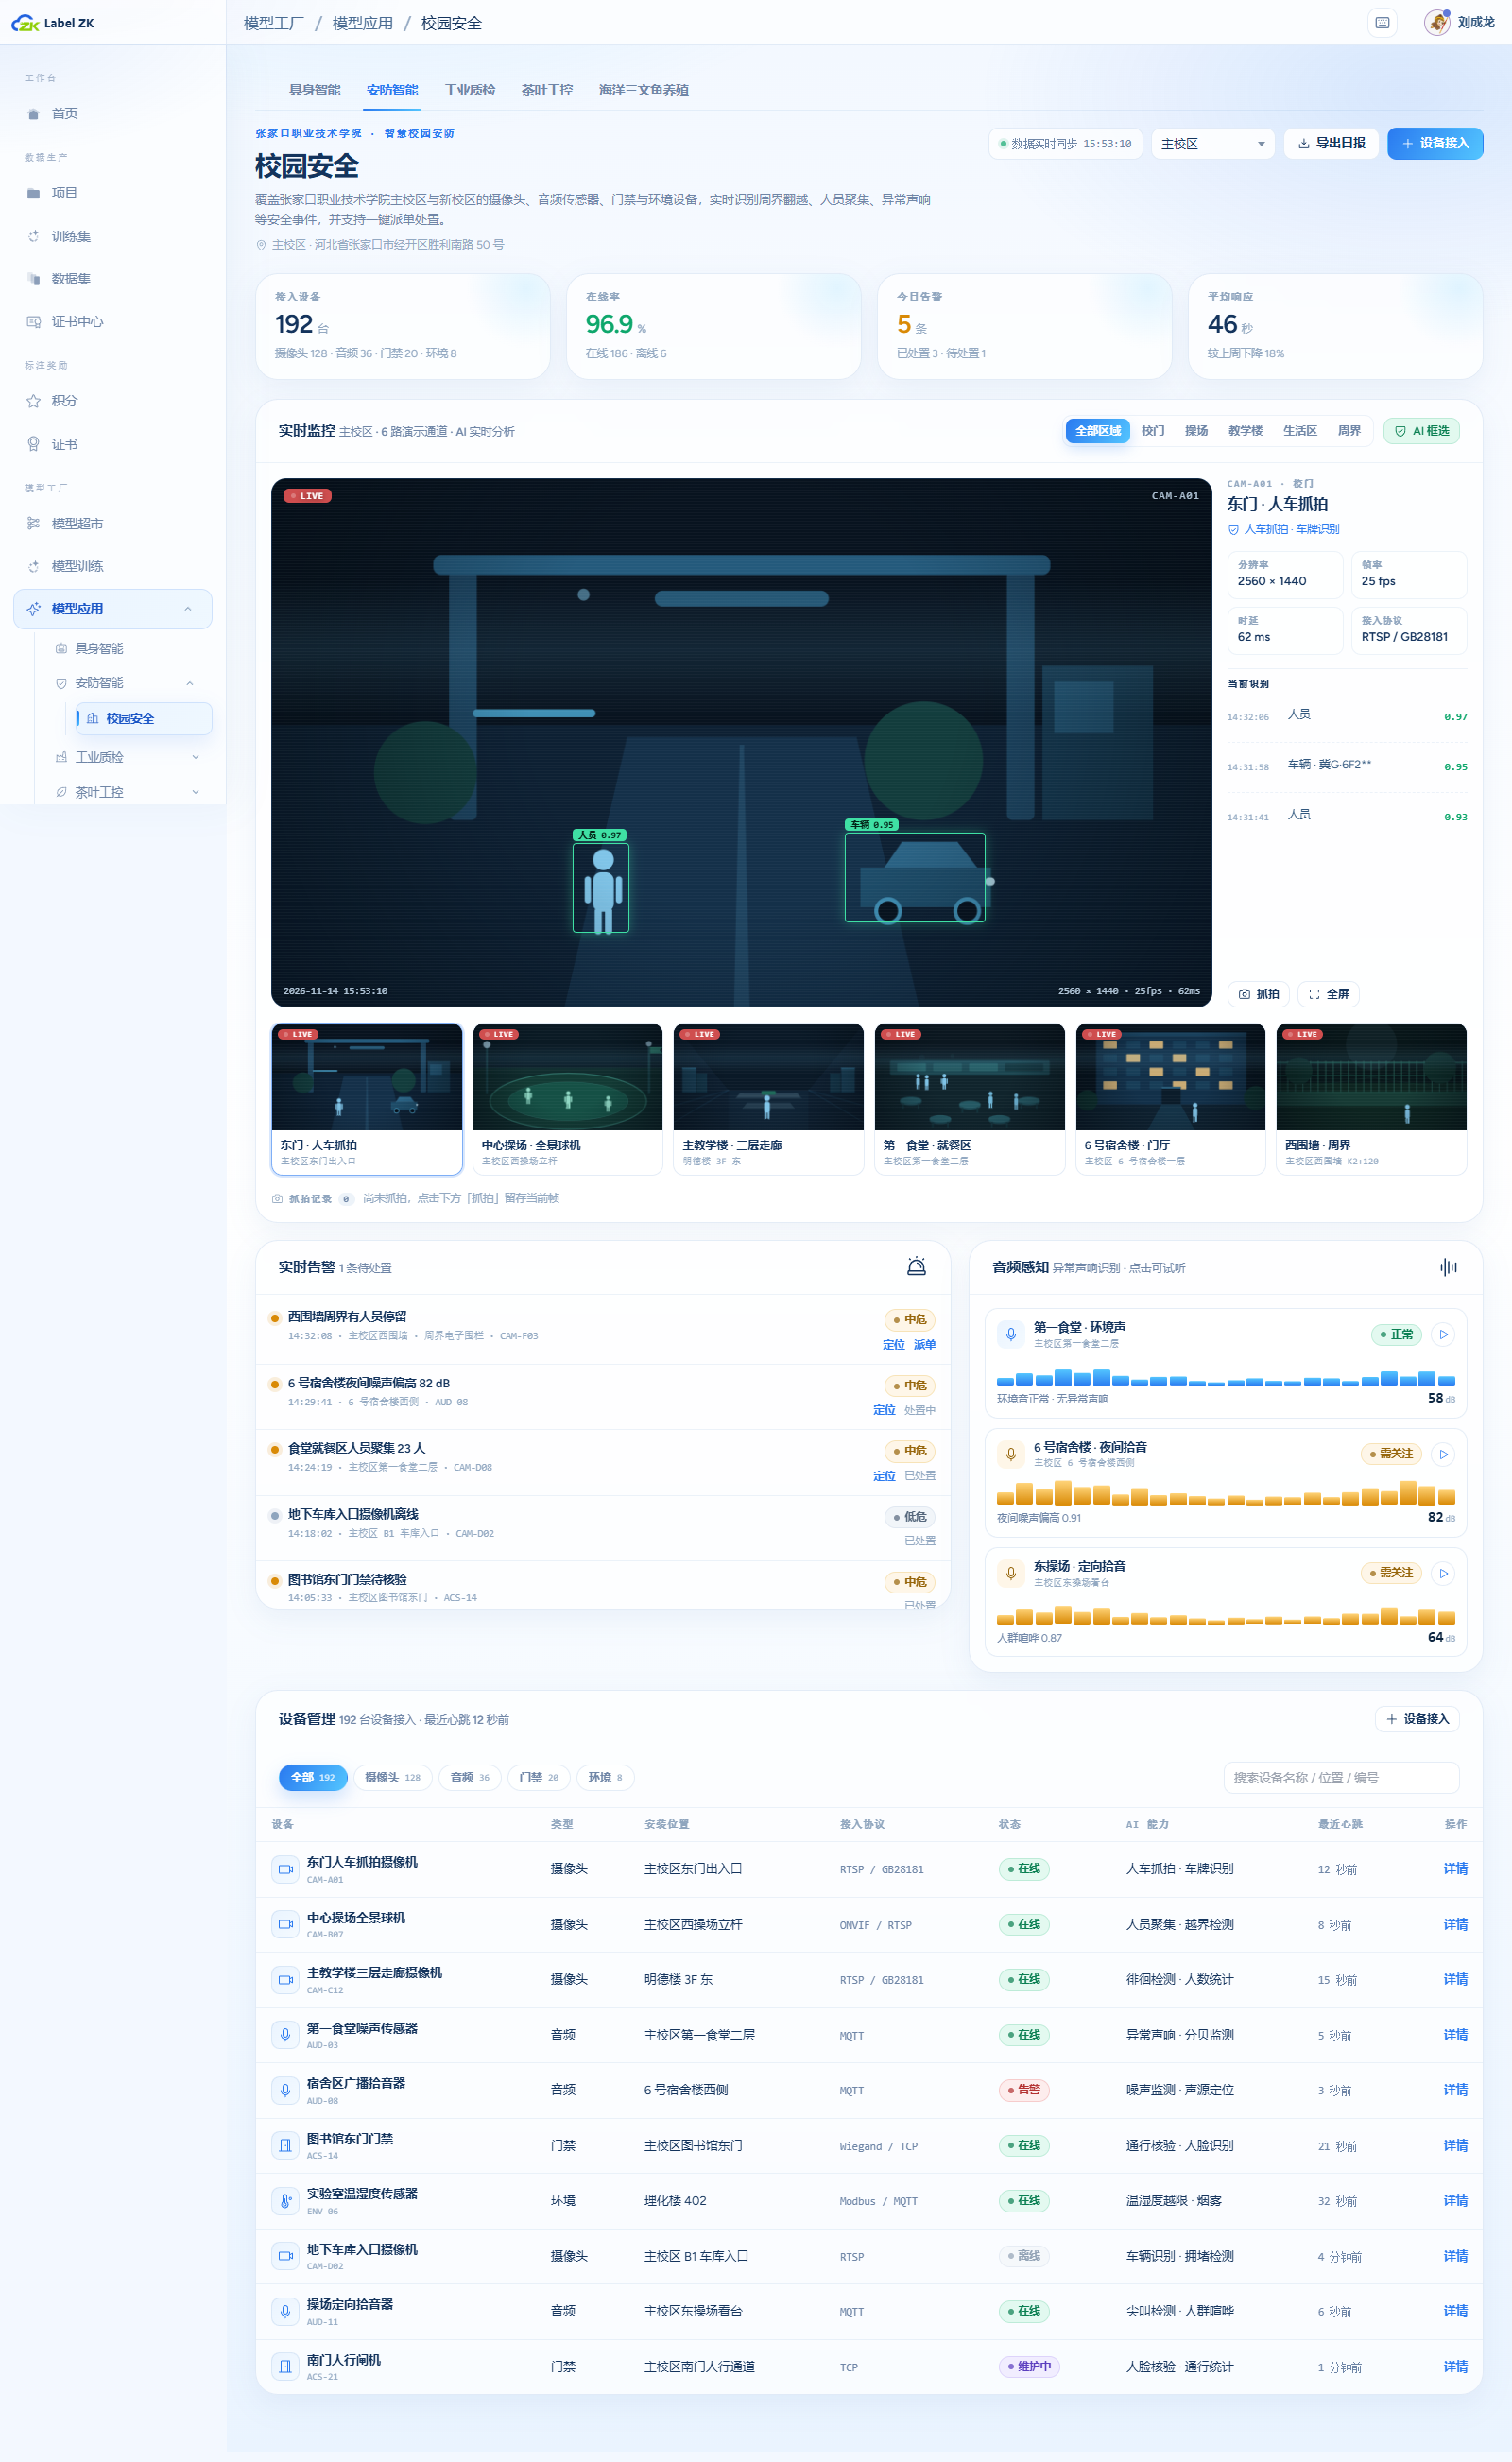 Label ZK
模型工厂 / 模型应用 / 校园安全
刘成龙
工作台
首页
数据生产
项目
训练集
数据集
证书中心
标注奖励
积分
证书
模型工厂
模型超市
模型训练
模型应用
具身智能
安防智能
校园安全
工业质检
茶叶工控
具身智能 安防智能 工业质检 茶叶工控 海洋三文鱼养殖
张家口职业技术学院 · 智慧校园安防
校园安全
数据实时同步 15:53:10
主校区
导出日报
设备接入
覆盖张家口职业技术学院主校区与新校区的摄像头、音频传感器、门禁与环境设备，实时识别周界翻越、人员聚集、异常声响
等安全事件，并支持一键派单处置。
主校区 · 河北省张家口市经开区胜利南路 50 号
接入设备
192 台
摄像头 128 · 音频 36 · 门禁 20 · 环境 8
在线率
96.9 %
在线 186 · 离线 6
今日告警
5 条
已处置 3 · 待处置 1
平均响应
46 秒
较上周下降 18%
实时监控 主校区 · 6 路演示通道 · AI 实时分析
全部区域 校门 操场 教学楼 生活区 周界
AI 框选
LIVE
CAM-A01
人员 0.97
车辆 0.95
2026-11-14 15:53:10
2560 × 1440 · 25fps · 62ms
CAM-A01 · 校门
东门 · 人车抓拍
人车抓拍 · 车牌识别
分辨率
2560 × 1440
帧率
25 fps
时延
62 ms
接入协议
RTSP / GB28181
当前识别
14:32:06 人员 0.97
14:31:58 车辆 · 冀G·6F2** 0.95
14:31:41 人员 0.93
抓拍 全屏
LIVE
东门 · 人车抓拍
主校区东门出入口
LIVE
中心操场 · 全景球机
主校区西操场立杆
LIVE
主教学楼 · 三层走廊
明德楼 3F 东
LIVE
第一食堂 · 就餐区
主校区第一食堂二层
LIVE
6 号宿舍楼 · 门厅
主校区 6 号宿舍楼一层
LIVE
西围墙 · 周界
主校区西围墙 K2+120
抓拍记录 0 尚未抓拍，点击下方「抓拍」留存当前帧
实时告警 1 条待处置
西围墙周界有人员停留
14:32:08 · 主校区西围墙 · 周界电子围栏 · CAM-F03
中危
定位 派单
6 号宿舍楼夜间噪声偏高 82 dB
14:29:41 · 6 号宿舍楼西侧 · AUD-08
中危
定位 处置中
食堂就餐区人员聚集 23 人
14:24:19 · 主校区第一食堂二层 · CAM-D08
中危
定位 已处置
地下车库入口摄像机离线
14:18:02 · 主校区 B1 车库入口 · CAM-D02
低危
已处置
图书馆东门门禁待核验
14:05:33 · 主校区图书馆东门 · ACS-14
中危
已处置
音频感知 异常声响识别 · 点击可试听
第一食堂 · 环境声
主校区第一食堂二层
正常
环境音正常 · 无异常声响
58 dB
6 号宿舍楼 · 夜间拾音
主校区 6 号宿舍楼西侧
需关注
夜间噪声偏高 0.91
82 dB
东操场 · 定向拾音
主校区东操场看台
需关注
人群喧哗 0.87
64 dB
设备管理 192 台设备接入 · 最近心跳 12 秒前
设备接入
全部 192 摄像头 128 音频 36 门禁 20 环境 8
搜索设备名称 / 位置 / 编号
设备 类型 安装位置 接入协议 状态 AI 能力 最近心跳 操作
东门人车抓拍摄像机
CAM-A01
摄像头 主校区东门出入口 RTSP / GB28181 在线 人车抓拍 · 车牌识别 12 秒前 详情
中心操场全景球机
CAM-B07
摄像头 主校区西操场立杆 ONVIF / RTSP 在线 人员聚集 · 越界检测 8 秒前 详情
主教学楼三层走廊摄像机
CAM-C12
摄像头 明德楼 3F 东 RTSP / GB28181 在线 徘徊检测 · 人数统计 15 秒前 详情
第一食堂噪声传感器
AUD-03
音频 主校区第一食堂二层 MQTT 在线 异常声响 · 分贝监测 5 秒前 详情
宿舍区广播拾音器
AUD-08
音频 6 号宿舍楼西侧 MQTT 告警 噪声监测 · 声源定位 3 秒前 详情
图书馆东门门禁
ACS-14
门禁 主校区图书馆东门 Wiegand / TCP 在线 通行核验 · 人脸识别 21 秒前 详情
实验室温湿度传感器
ENV-06
环境 理化楼 402 Modbus / MQTT 在线 温湿度越限 · 烟雾 32 秒前 详情
地下车库入口摄像机
CAM-D02
摄像头 主校区 B1 车库入口 RTSP 离线 车辆识别 · 拥堵检测 4 分钟前 详情
操场定向拾音器
AUD-11
音频 主校区东操场看台 MQTT 在线 尖叫检测 · 人群喧哗 6 秒前 详情
南门人行闸机
ACS-21
门禁 主校区南门人行通道 TCP 维护中 人脸核验 · 通行统计 1 分钟前 详情